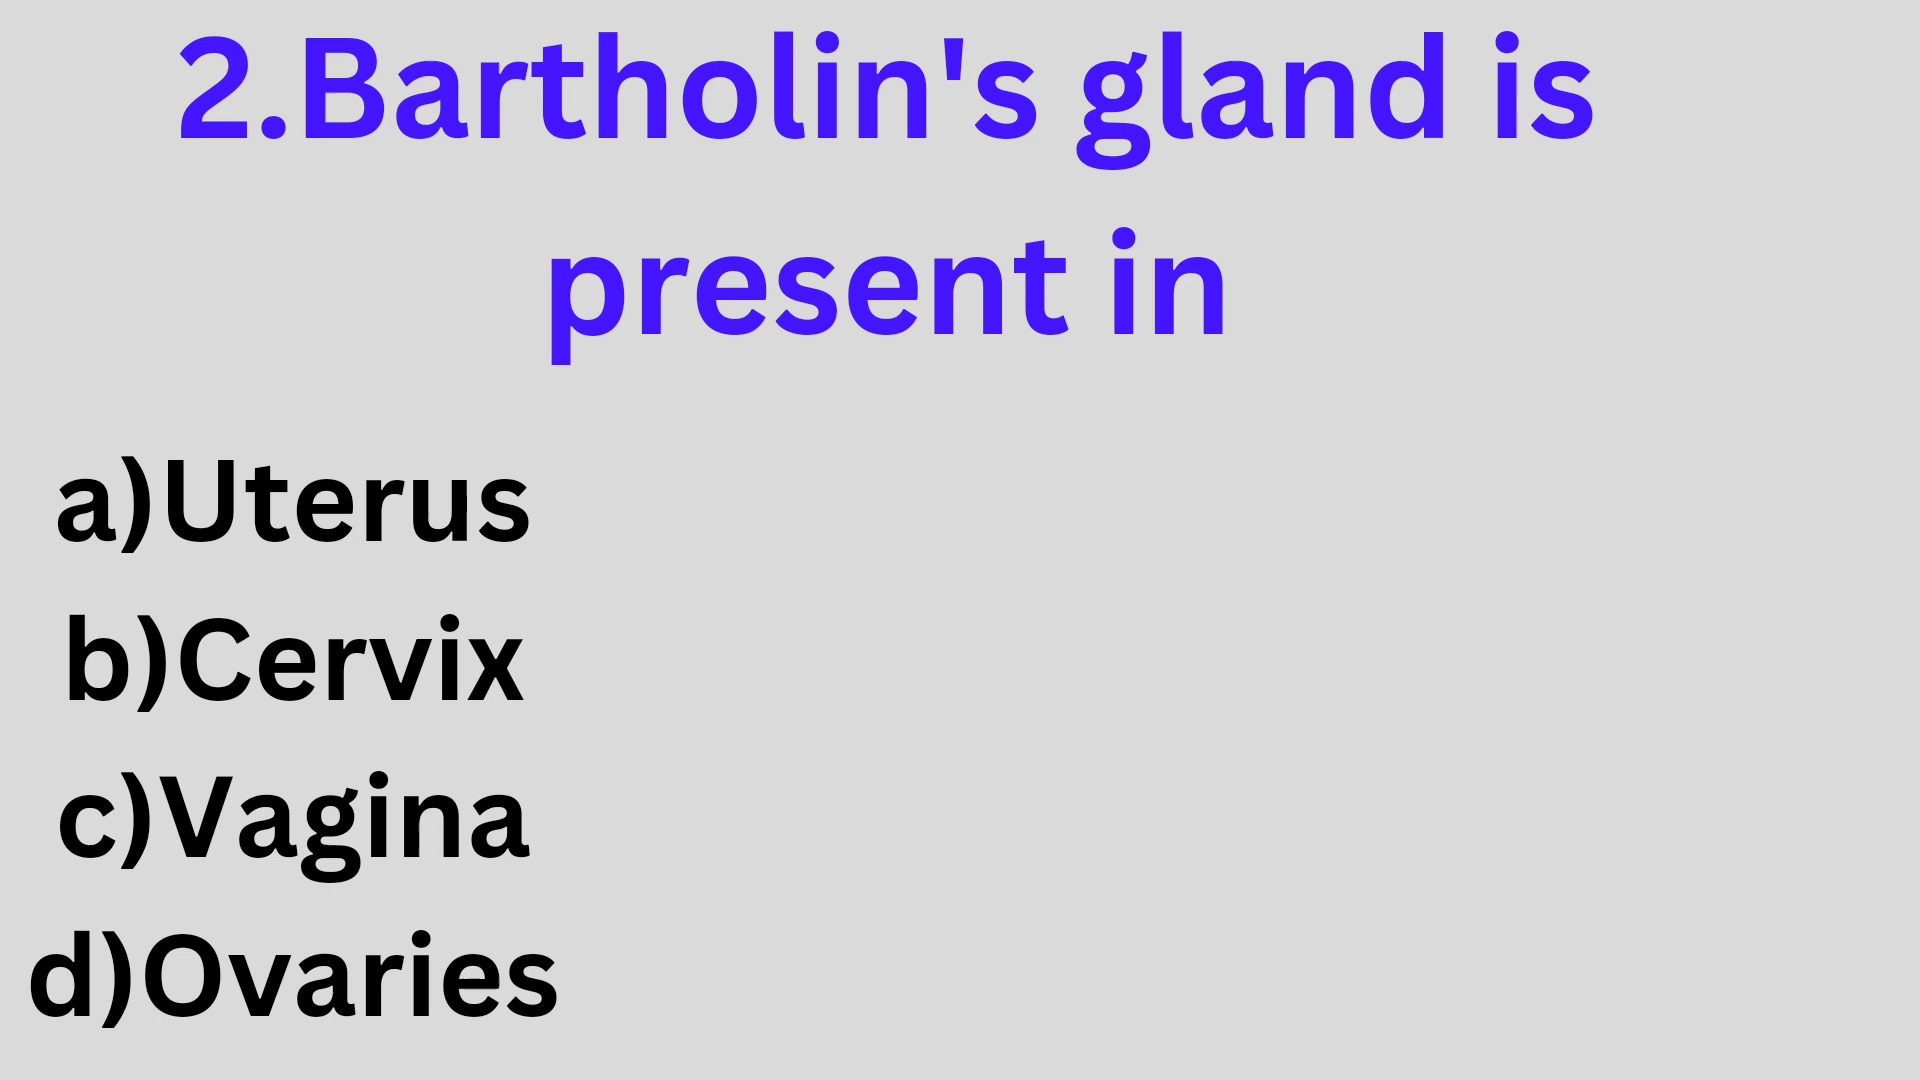 2.Bartholin's gland is
present in
a)Uterus
b)Cervix
c)Vagina
d)Ovaries